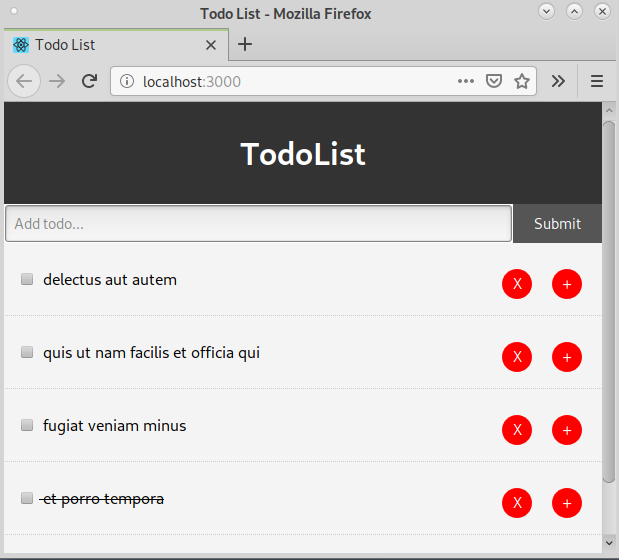 Todo List - Mozilla Firefox
Todo List
localhost:3000
TodoList
Add todo...
Submit
delectus aut autem X +
quis ut nam facilis et officia qui X +
fugiat veniam minus X +
et porro tempora X +